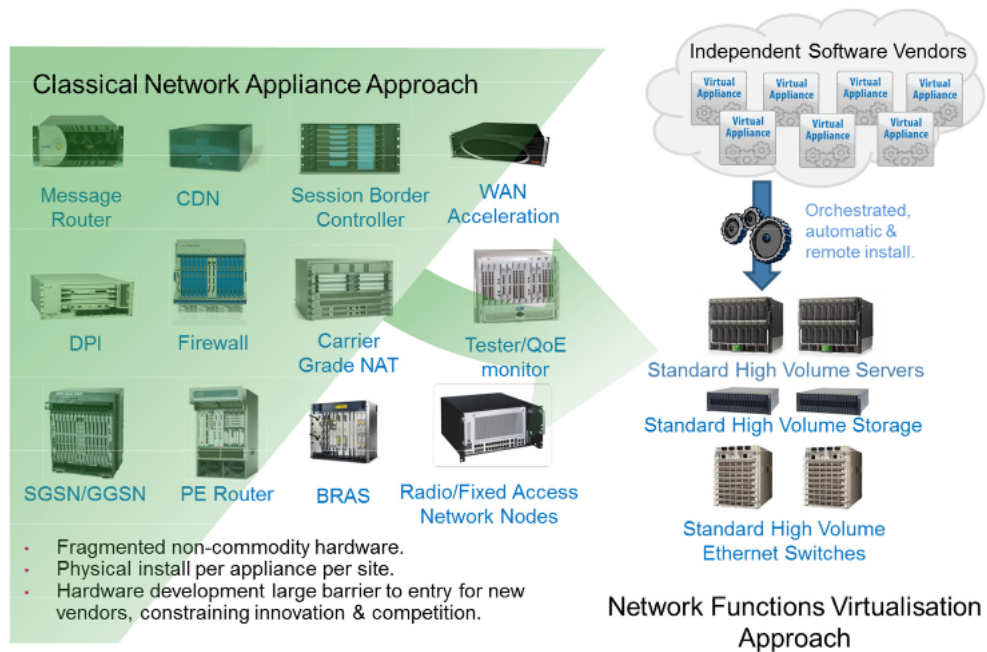 Classical Network Appliance Approach
Message
Router
CDN
Session Border
Controller
WAN
Acceleration
DPI
Firewall
Carrier
Grade NAT
Tester/QoE
monitor
SGSN/GGSN
PE Router
BRAS
Radio/Fixed Access
Network Nodes
• Fragmented non-commodity hardware.
• Physical install per appliance per site.
• Hardware development large barrier to entry for new
vendors, constraining innovation & competition.
Independent Software Vendors
Virtual
Appliance
Virtual
Appliance
Virtual
Appliance
Virtual
Appliance
Virtual
Appliance
Virtual
Appliance
Virtual
Appliance
Orchestrated,
automatic &
remote install.
Standard High Volume Servers
Standard High Volume Storage
Standard High Volume
Ethernet Switches
Network Functions Virtualisation
Approach